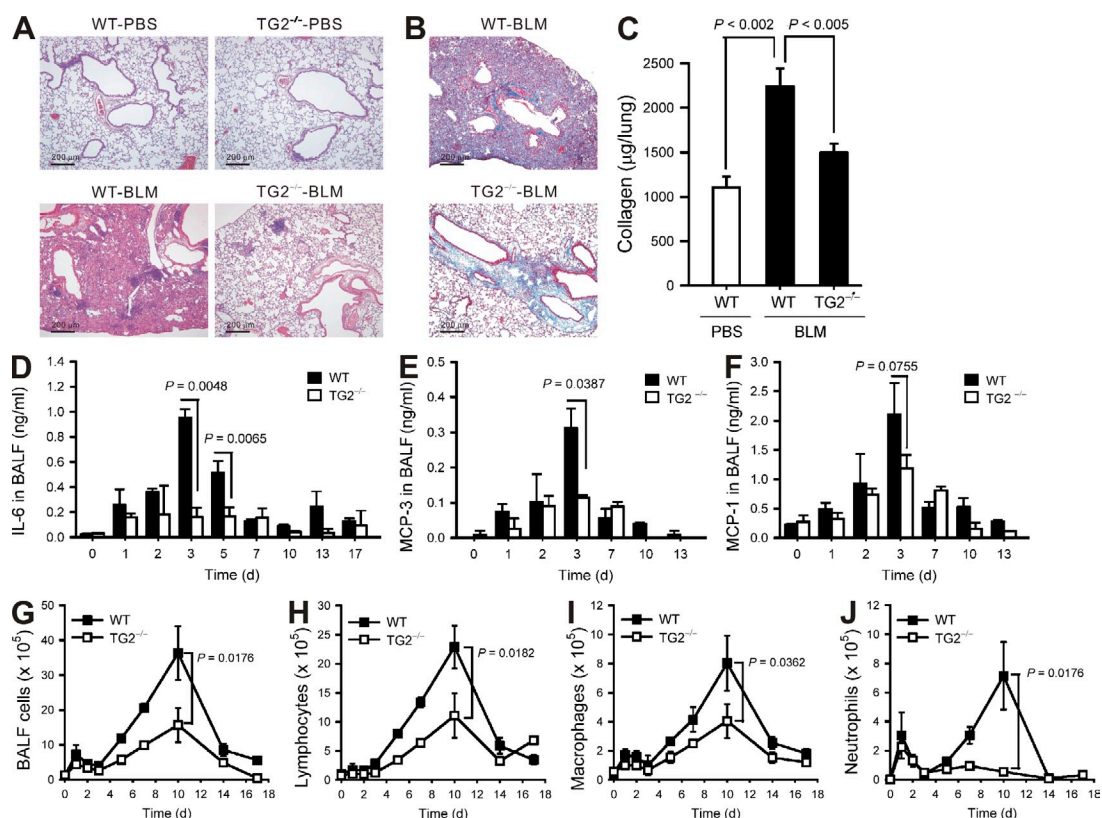 A
WT-PBS
TG2⁻/⁻-PBS
200 µm
200 µm
WT-BLM
TG2⁻/⁻-BLM
200 µm
200 µm
B
WT-BLM
200 µm
TG2⁻/⁻-BLM
200 µm
C
P < 0.002
P < 0.005
Collagen (µg/lung)
2500
2000
1500
1000
500
0
WT
WT
TG2⁻/⁻
PBS
BLM
D
IL-6 in BALF (ng/ml)
1.4
1.2
1.0
0.8
0.6
0.4
0.2
0.0
P = 0.0048
P = 0.0065
WT
TG2⁻/⁻
0 1 2 3 5 7 10 13 17
Time (d)
E
MCP-3 in BALF (ng/ml)
0.5
0.4
0.3
0.2
0.1
0.0
P = 0.0387
WT
TG2⁻/⁻
0 1 2 3 7 10 13
Time (d)
F
MCP-1 in BALF (ng/ml)
3.0
2.5
2.0
1.5
1.0
0.5
0.0
P = 0.0755
WT
TG2⁻/⁻
0 1 2 3 7 10 13
Time (d)
G
BALF cells (x 10⁵)
50
40
30
20
10
0
WT
TG2⁻/⁻
P = 0.0176
0 2 4 6 8 10 12 14 16 18
Time (d)
H
Lymphocytes (x 10⁵)
30
25
20
15
10
5
0
WT
TG2⁻/⁻
P = 0.0182
0 2 4 6 8 10 12 14 16 18
Time (d)
I
Macrophages (x 10⁵)
12
10
8
6
4
2
0
WT
TG2⁻/⁻
P = 0.0362
0 2 4 6 8 10 12 14 16 18
Time (d)
J
Neutrophils (x 10⁵)
12
10
8
6
4
2
0
WT
TG2⁻/⁻
P = 0.0176
0 2 4 6 8 10 12 14 16 18
Time (d)